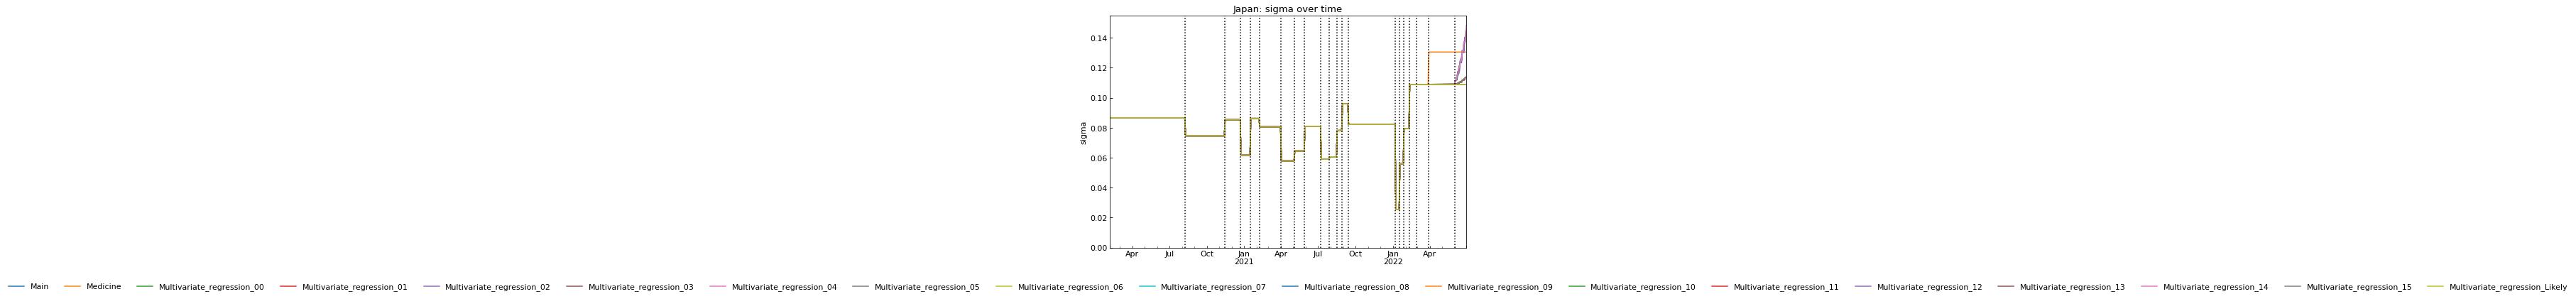 Japan: sigma over time
0.14
0.12
0.10
0.08
0.06
0.04
0.02
0.00
sigma
Apr Jul Oct Jan Apr Jul Oct Jan Apr
2021 2022
Main Medicine Multivariate_regression_00 Multivariate_regression_01 Multivariate_regression_02 Multivariate_regression_03 Multivariate_regression_04 Multivariate_regression_05 Multivariate_regression_06 Multivariate_regression_07 Multivariate_regression_08 Multivariate_regression_09 Multivariate_regression_10 Multivariate_regression_11 Multivariate_regression_12 Multivariate_regression_13 Multivariate_regression_14 Multivariate_regression_15 Multivariate_regression_Likely